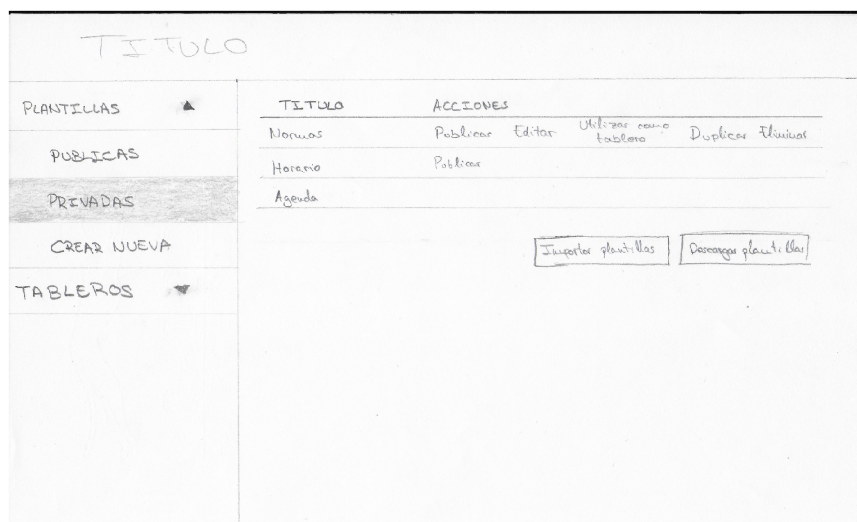 TITULO
PLANTILLAS
PUBLICAS
PRIVADAS
CREAR NUEVA
TABLEROS
TITULO ACCIONES
Normas Publicar Editar Utilizar como tablero Duplicar Eliminar
Horario Publicar
Agenda
Importar plantillas Descargar plantillas